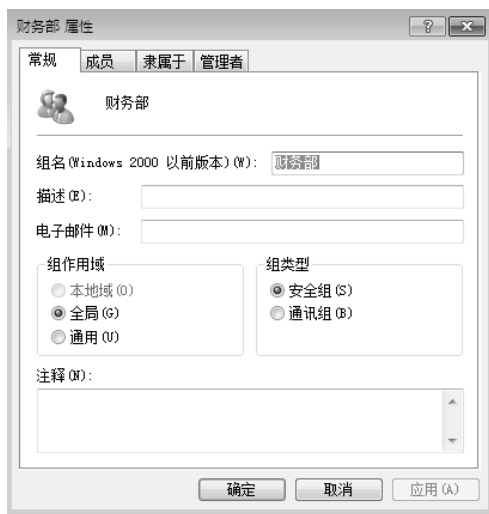 财务部 属性
?
常规 成员 隶属于 管理者
财务部
组名(Windows 2000 以前版本)(W): 财务部
描述(E):
电子邮件(M):
组作用域 组类型
本地域(O) 安全组(S)
全局(G) 通讯组(B)
通用(U)
注释(N):
确定 取消 应用(A)